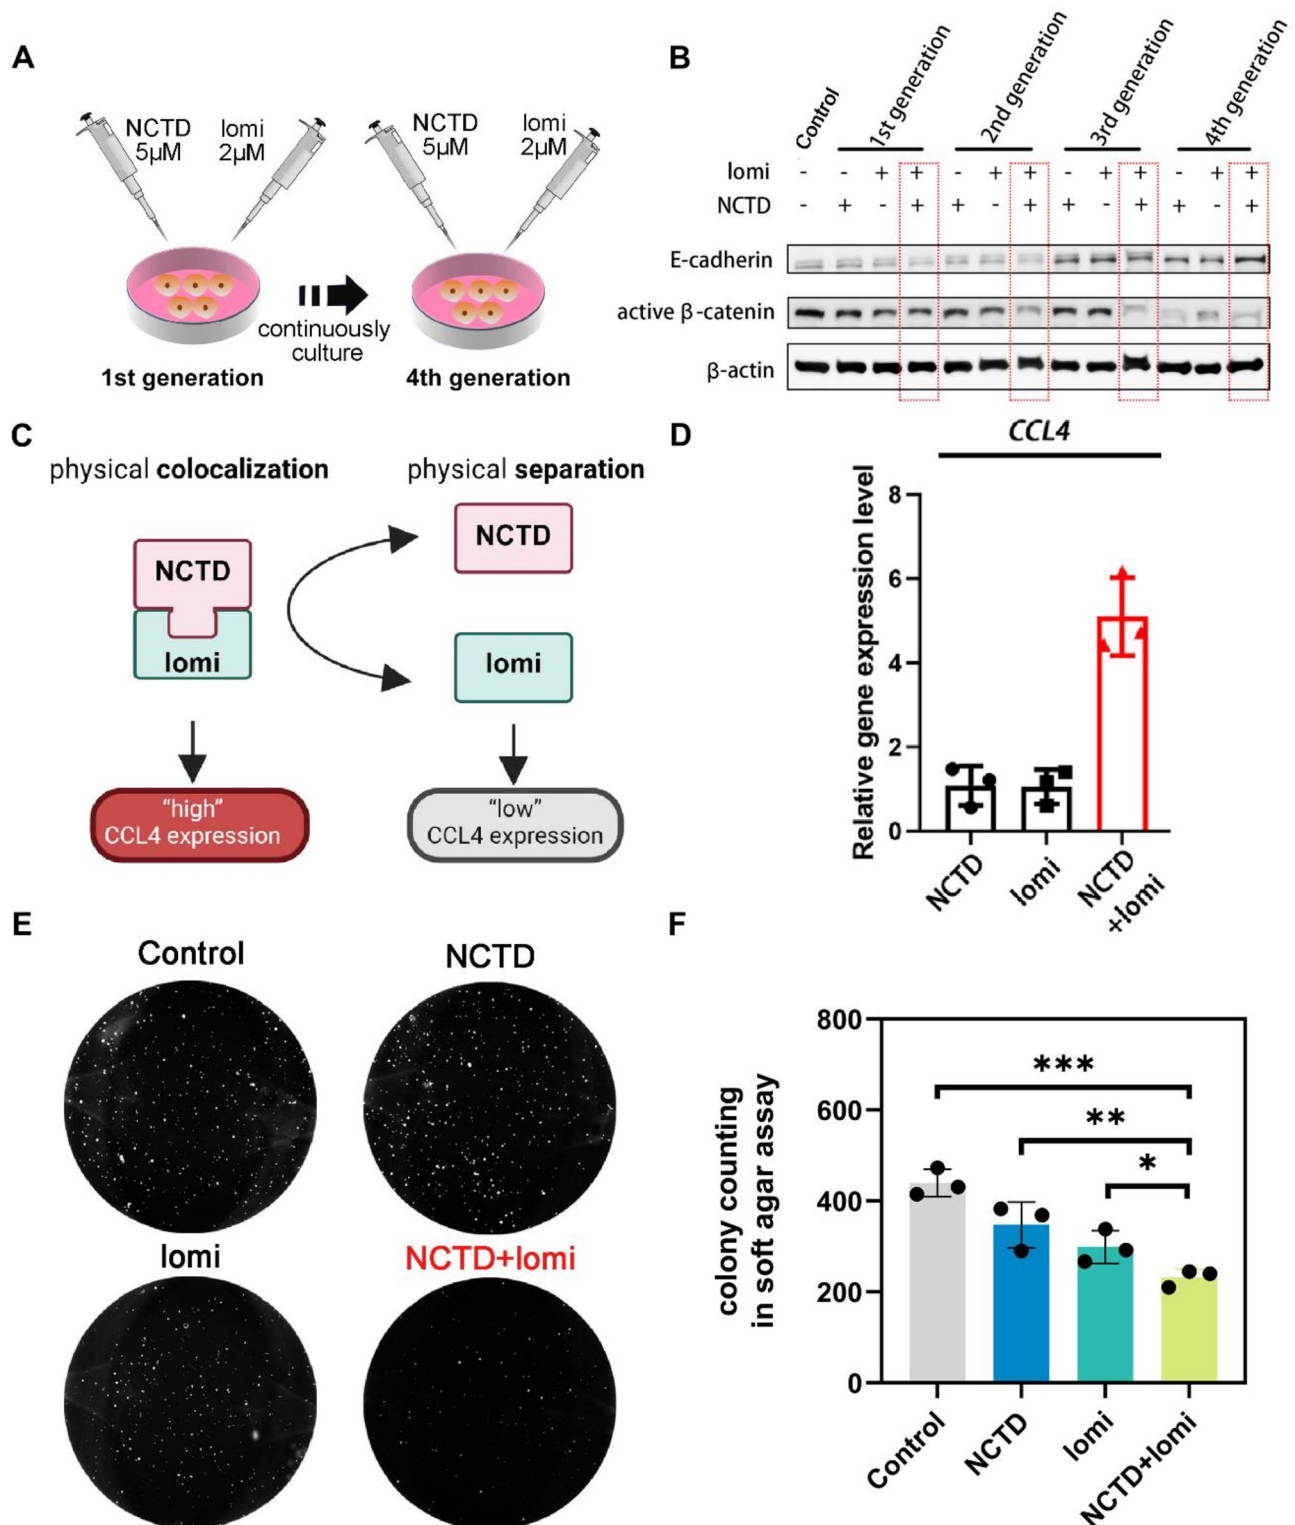 A
NCTD
5μM
lomi
2μM
NCTD
5μM
lomi
2μM
continuously
culture
1st generation
4th generation
B
Control
1st generation
2nd generation
3rd generation
4th generation
lomi - - + + - + + - + + - + +
NCTD - + - + + - + + - + + - +
E-cadherin
active β-catenin
β-actin
C
physical colocalization
physical separation
NCTD
lomi
NCTD
lomi
"high"
CCL4 expression
"low"
CCL4 expression
D
CCL4
Relative gene expression level
8
6
4
2
0
NCTD
lomi
NCTD
+lomi
E
Control
NCTD
lomi
NCTD+lomi
F
colony counting
in soft agar assay
800
600
400
200
0
***
**
*
Control
NCTD
lomi
NCTD+lomi